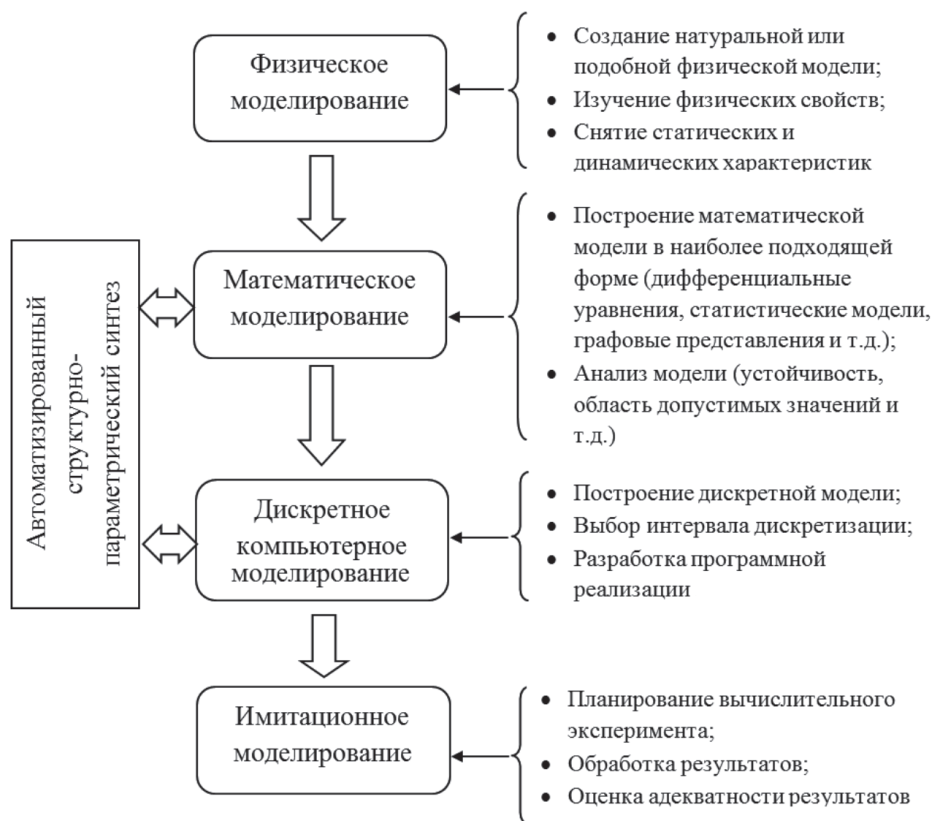 Физическое
моделирование
• Создание натуральной или
подобной физической модели;
• Изучение физических свойств;
• Снятие статических и
динамических характеристик
Автоматизированный
структурно-
параметрический синтез
Математическое
моделирование
• Построение математической
модели в наиболее подходящей
форме (дифференциальные
уравнения, статистические модели,
графовые представления и т.д.);
• Анализ модели (устойчивость,
область допустимых значений и
т.д.)
Дискретное
компьютерное
моделирование
• Построение дискретной модели;
• Выбор интервала дискретизации;
• Разработка программной
реализации
Имитационное
моделирование
• Планирование вычислительного
эксперимента;
• Обработка результатов;
• Оценка адекватности результатов